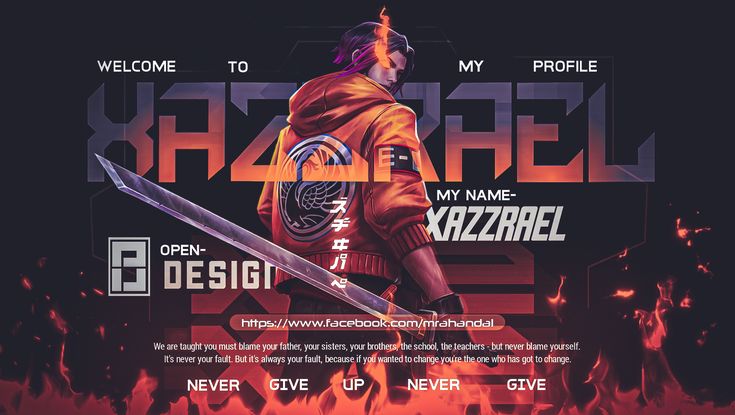 WELCOME TO MY PROFILE
XAZZRAEL
E-
MY NAME-
XAZZRAEL
OPEN-
DESIGI
https://www.facebook.com/mrahandal
We are taught you must blame your father, your sisters, your brothers, the school, the teachers - but never blame yourself.
It's never your fault. But it's always your fault, because if you wanted to change you're the one who has got to change.
NEVER GIVE UP NEVER GIVE